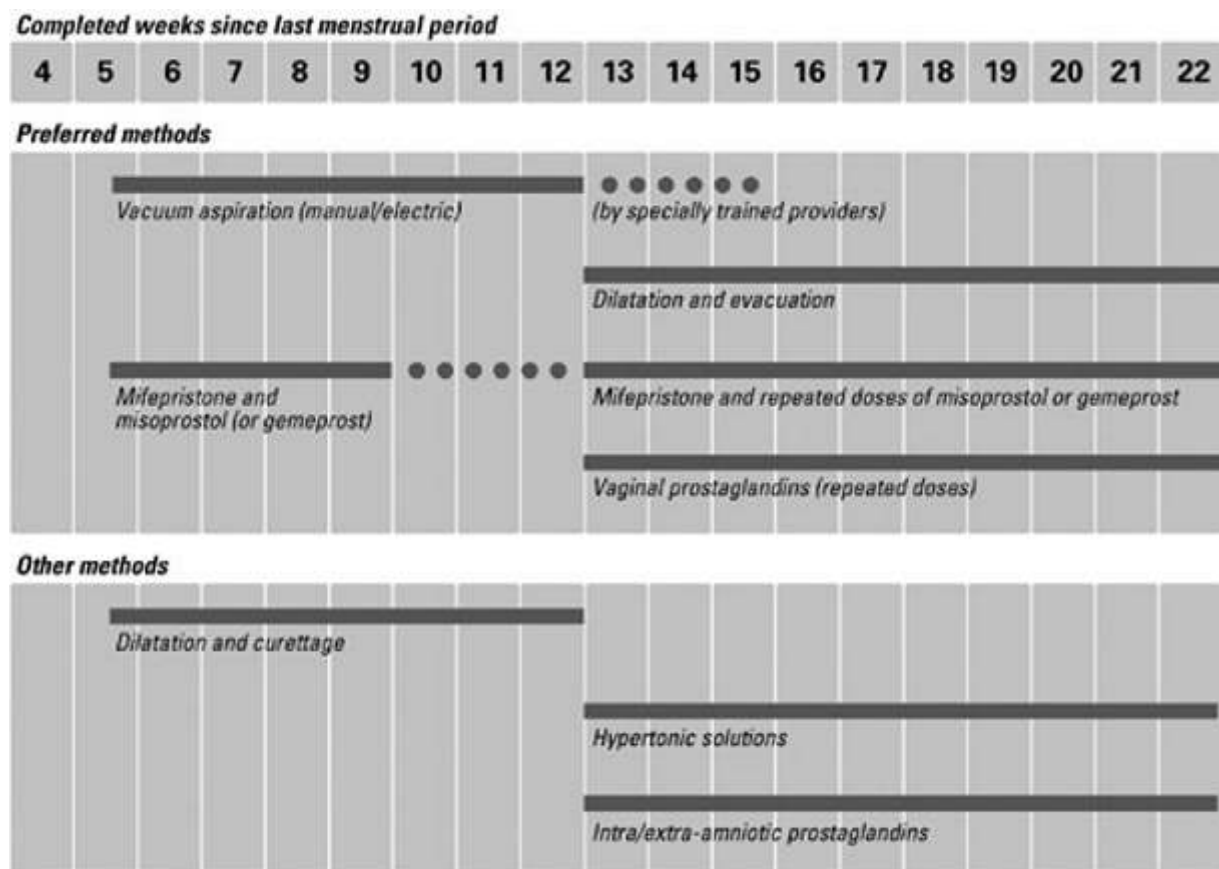 Completed weeks since last menstrual period
4 5 6 7 8 9 10 11 12 13 14 15 16 17 18 19 20 21 22
Preferred methods
Vacuum aspiration (manual/electric) (by specially trained providers)
Dilatation and evacuation
Mifepristone and Mifepristone and repeated doses of misoprostol or gemeprost
misoprostol (or gemeprost)
Vaginal prostaglandins (repeated doses)
Other methods
Dilatation and curettage
Hypertonic solutions
Intra/extra-amniotic prostaglandins